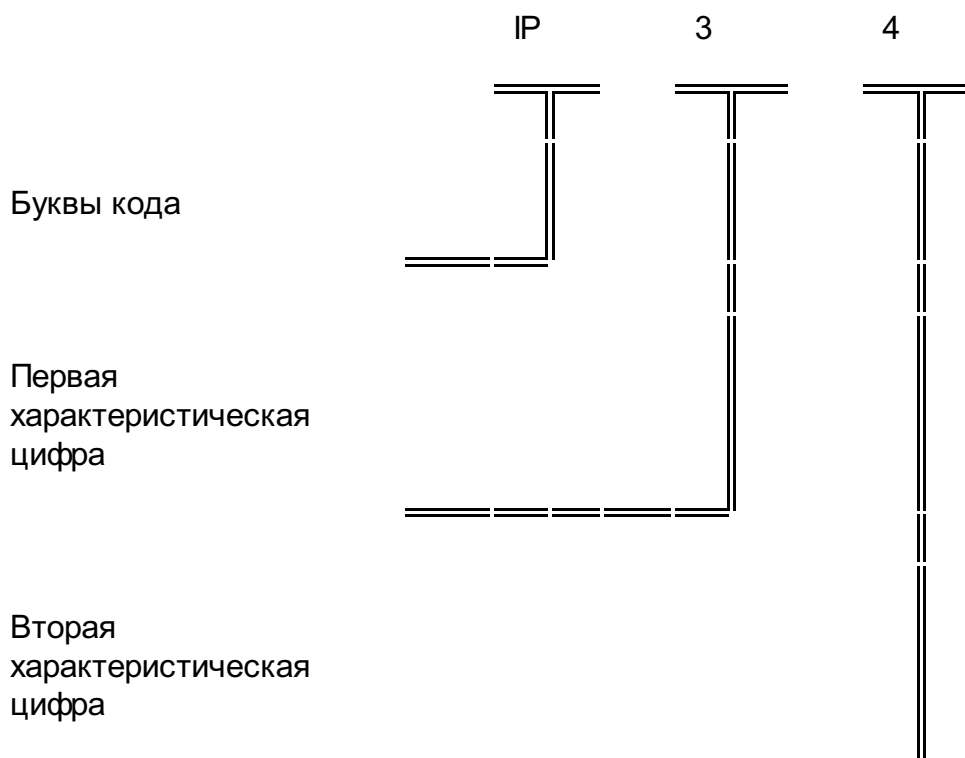 IP 3 4
Буквы кода
Первая
характеристическая
цифра
Вторая
характеристическая
цифра